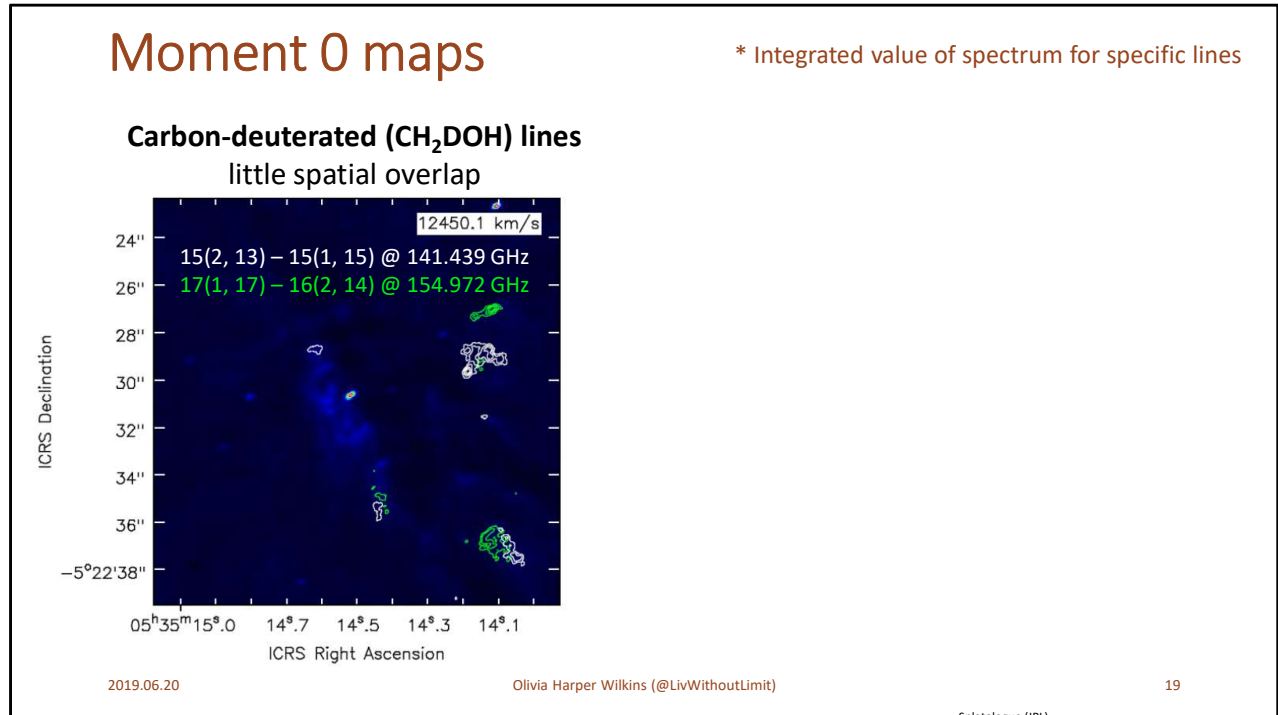 Moment 0 maps
* Integrated value of spectrum for specific lines
Carbon-deuterated (CH₂DOH) lines
little spatial overlap
12450.1 km/s
15(2, 13) – 15(1, 15) @ 141.439 GHz
17(1, 17) – 16(2, 14) @ 154.972 GHz
24"
26"
28"
30"
32"
34"
36"
−5°22'38"
ICRS Declination
05ʰ35ᵐ15ˢ.0 14ˢ.7 14ˢ.5 14ˢ.3 14ˢ.1
ICRS Right Ascension
2019.06.20 Olivia Harper Wilkins (@LivWithoutLimit) 19